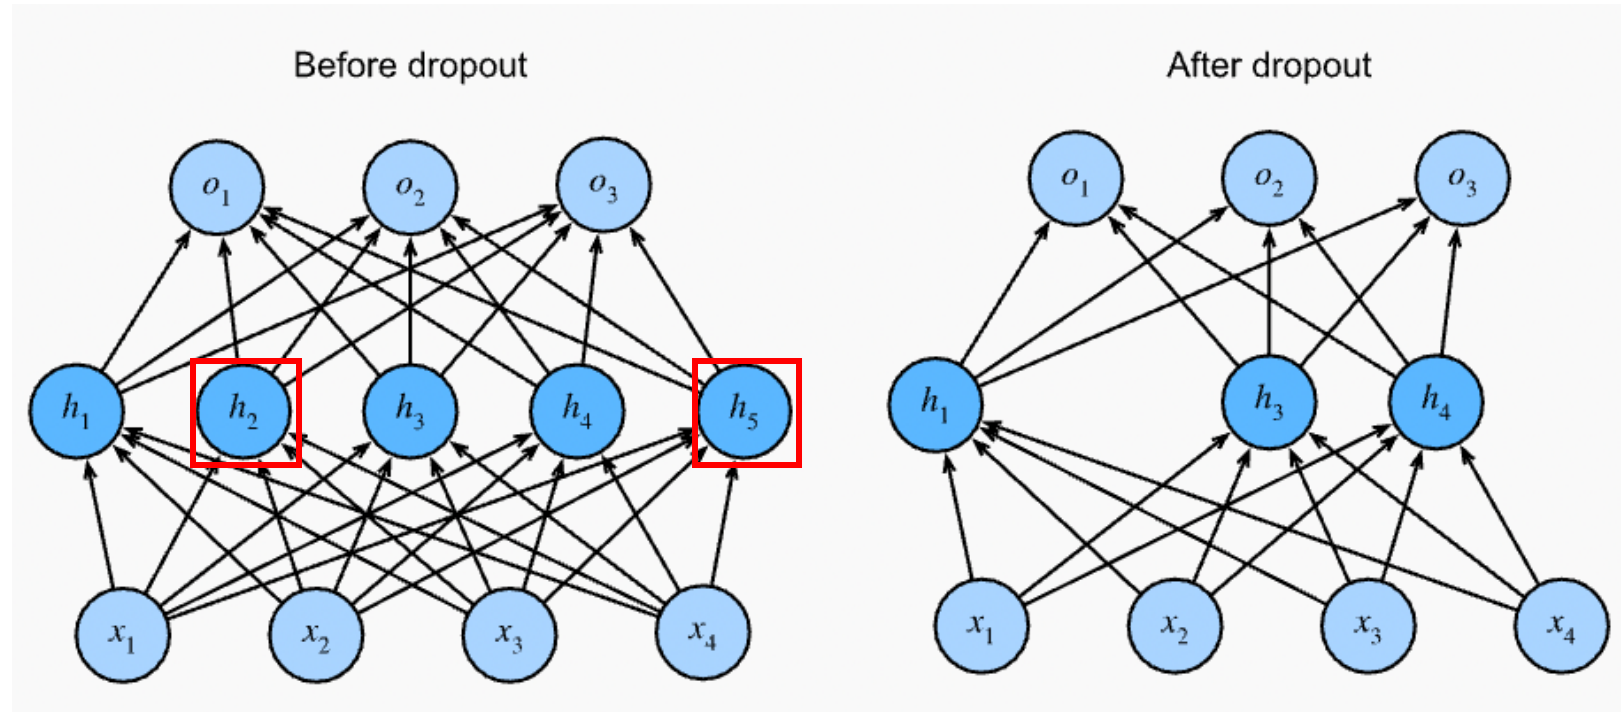 Before dropout
o1 o2 o3
h1 h2 h3 h4 h5
x1 x2 x3 x4
After dropout
o1 o2 o3
h1 h3 h4
x1 x2 x3 x4